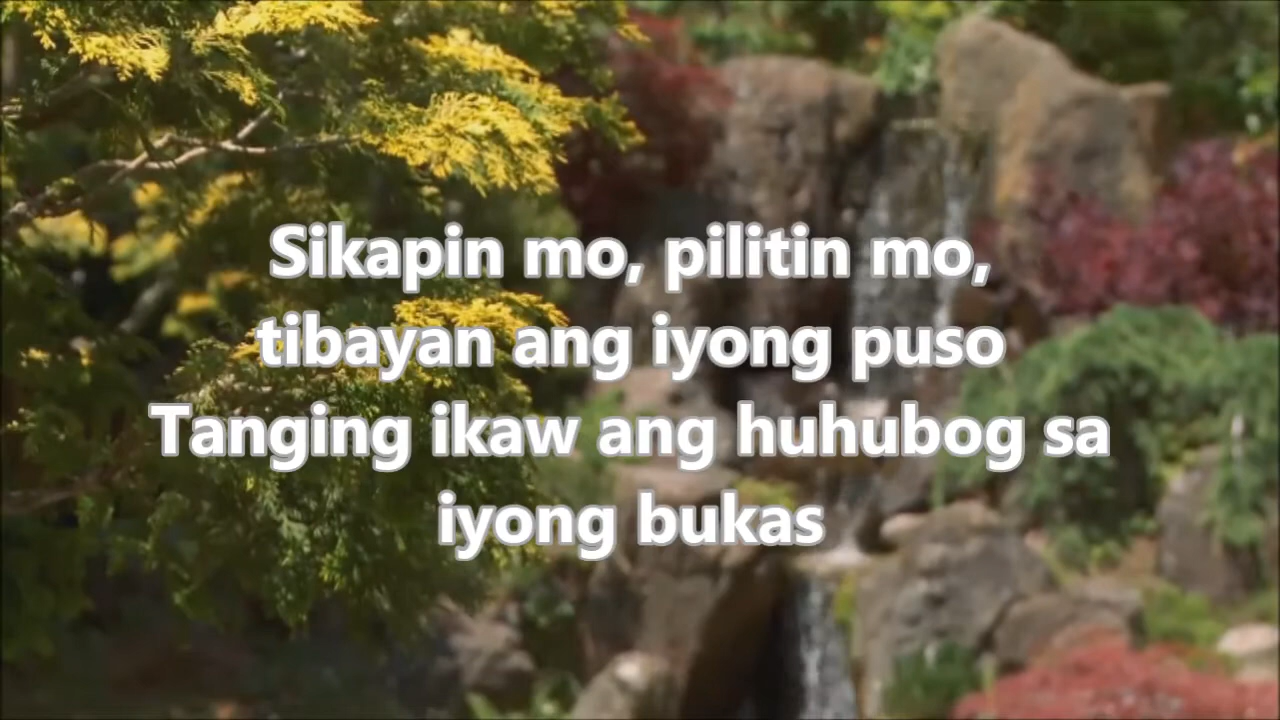 Sikapin mo, pilitin mo,
tibayan ang iyong puso
Tanging ikaw ang huhubog sa
iyong bukas